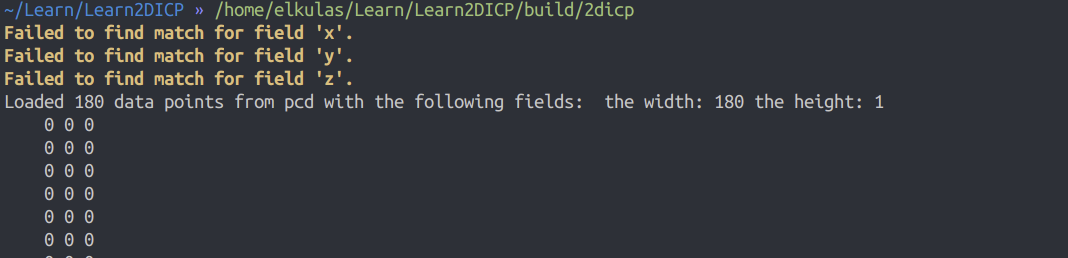 ~/Learn/Learn2DICP » /home/elkulas/Learn/Learn2DICP/build/2dicp
Failed to find match for field 'x'.
Failed to find match for field 'y'.
Failed to find match for field 'z'.
Loaded 180 data points from pcd with the following fields:  the width: 180 the height: 1
    0 0 0
    0 0 0
    0 0 0
    0 0 0
    0 0 0
    0 0 0